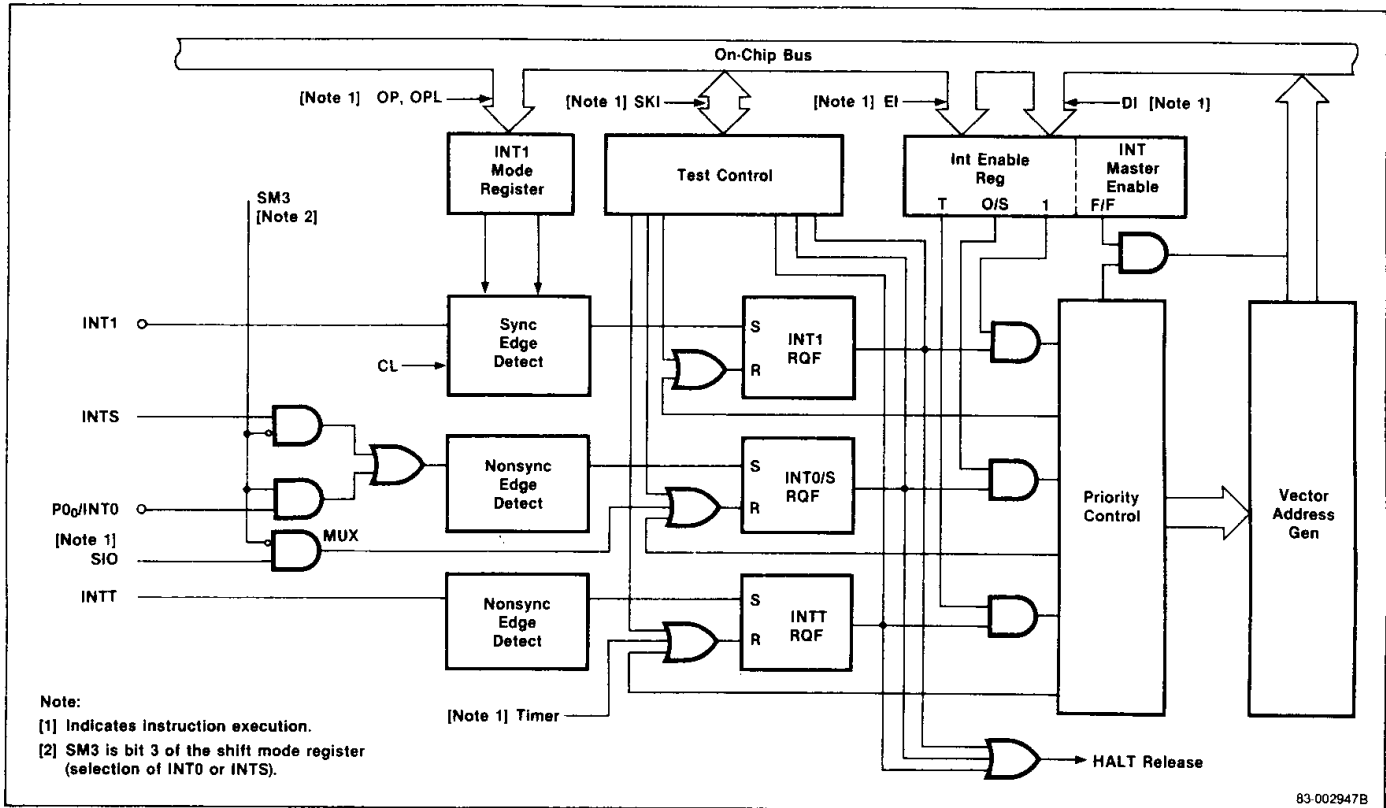 On-Chip Bus
[Note 1] OP, OPL
[Note 1] SKI
[Note 1] EI
DI [Note 1]
INT1
Mode
Register
Test Control
Int Enable
Reg
T O/S 1
INT
Master
Enable
F/F
SM3
[Note 2]
INT1
CL
Sync
Edge
Detect
S
R
INT1
RQF
INTS
P0₀/INT0
[Note 1]
SIO
MUX
Nonsync
Edge
Detect
S
R
INT0/S
RQF
INTT
Nonsync
Edge
Detect
S
R
INTT
RQF
[Note 1] Timer
Priority
Control
Vector
Address
Gen
HALT Release
Note:
[1] Indicates instruction execution.
[2] SM3 is bit 3 of the shift mode register
(selection of INT0 or INTS).
83-002947B